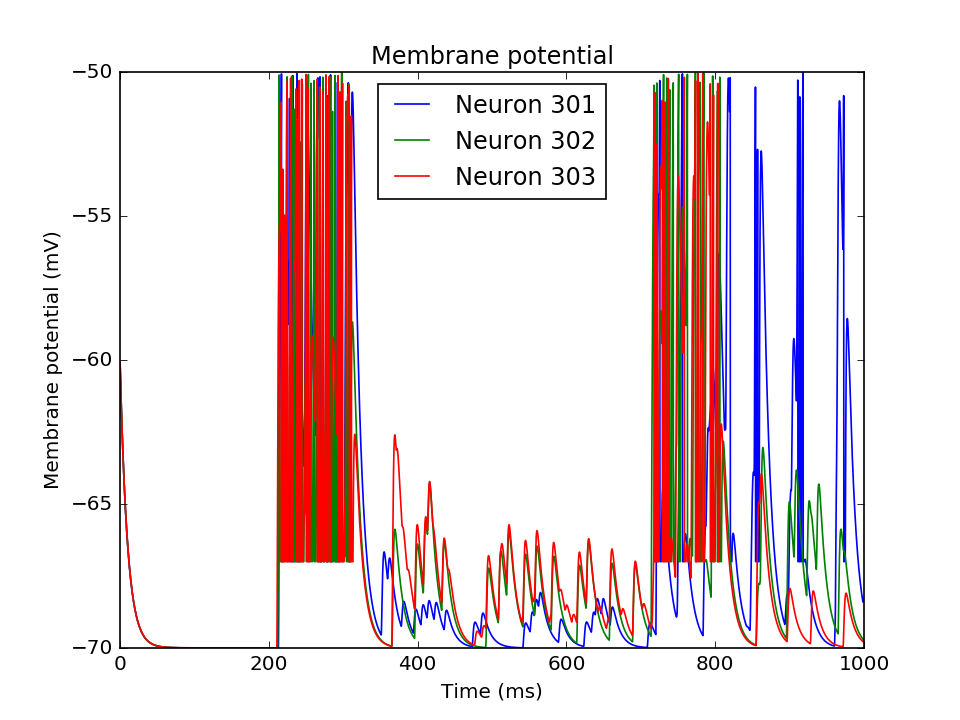 Membrane potential
Neuron 301
Neuron 302
Neuron 303
Membrane potential (mV)
−50
−55
−60
−65
−70
0 200 400 600 800 1000
Time (ms)